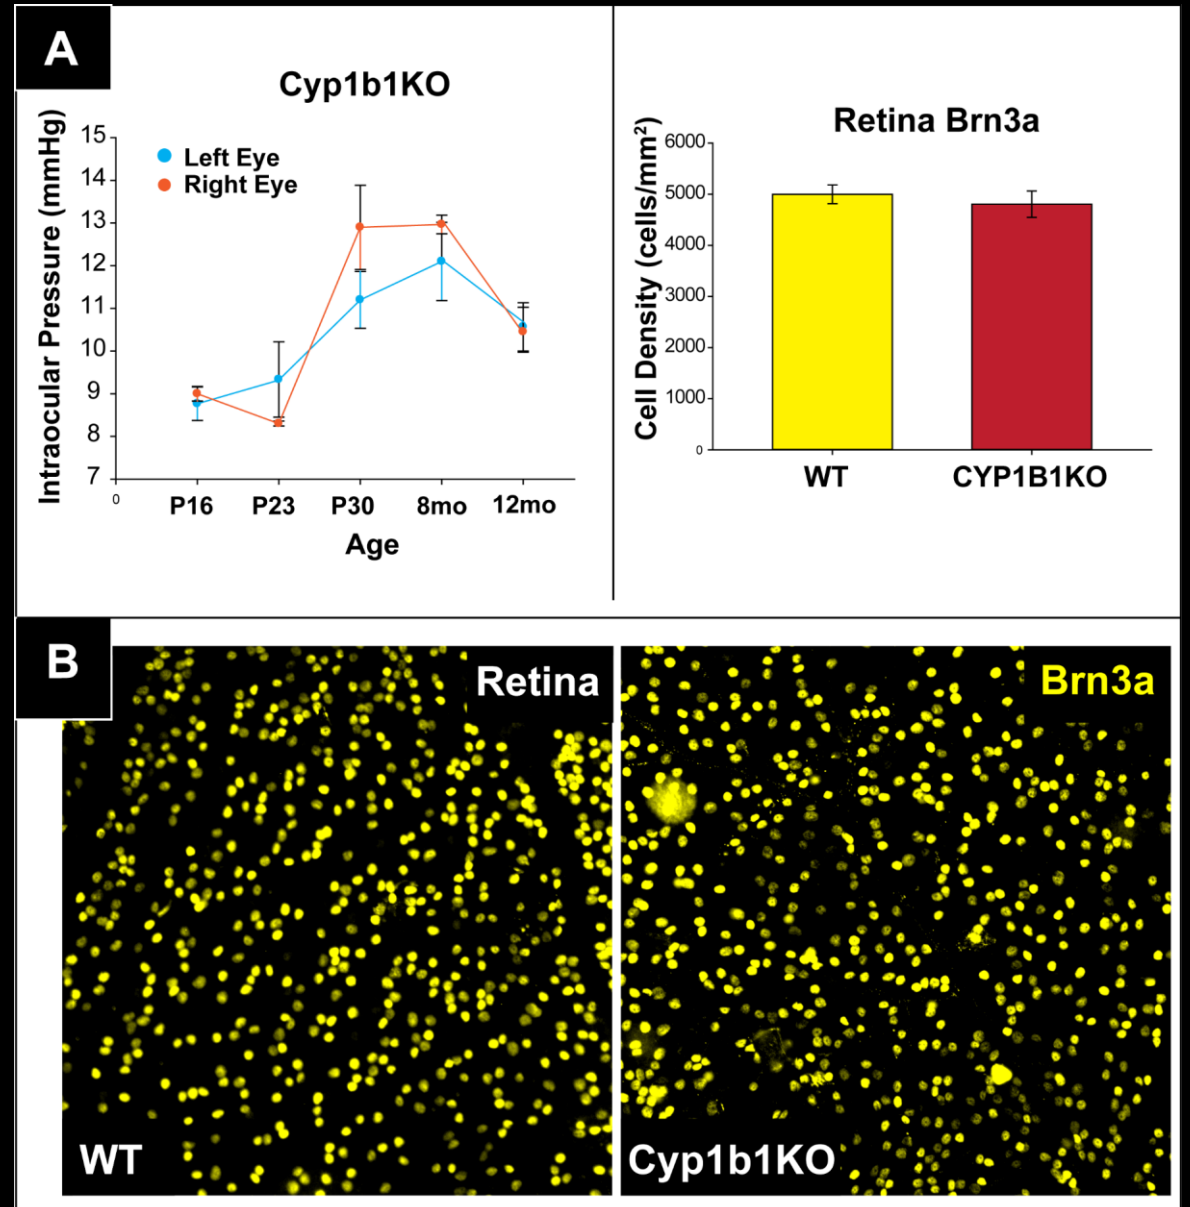 A
Cyp1b1KO
Intraocular Pressure (mmHg)
15
14
13
12
11
10
9
8
7
0
Left Eye
Right Eye
P16 P23 P30 8mo 12mo
Age
Retina Brn3a
Cell Density (cells/mm²)
6000
5000
4000
3000
2000
1000
0
WT CYP1B1KO
B
Retina
Brn3a
WT
Cyp1b1KO